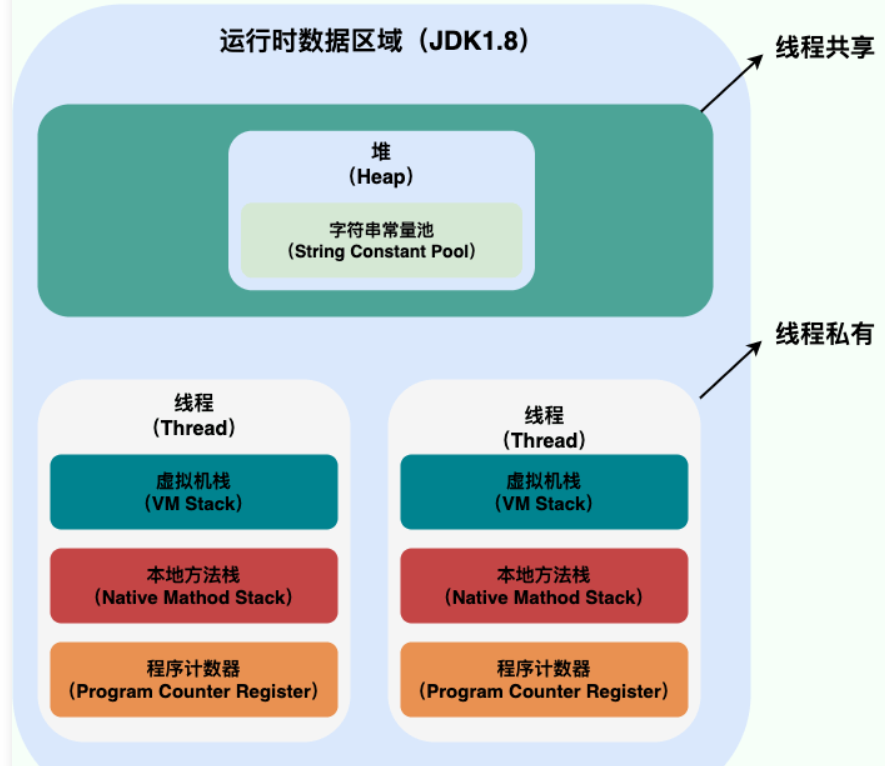 运行时数据区域（JDK1.8）
线程共享
堆
（Heap）
字符串常量池
（String Constant Pool）
线程私有
线程
（Thread）
虚拟机栈
（VM Stack）
本地方法栈
（Native Mathod Stack）
程序计数器
（Program Counter Register）
线程
（Thread）
虚拟机栈
（VM Stack）
本地方法栈
（Native Mathod Stack）
程序计数器
（Program Counter Register）